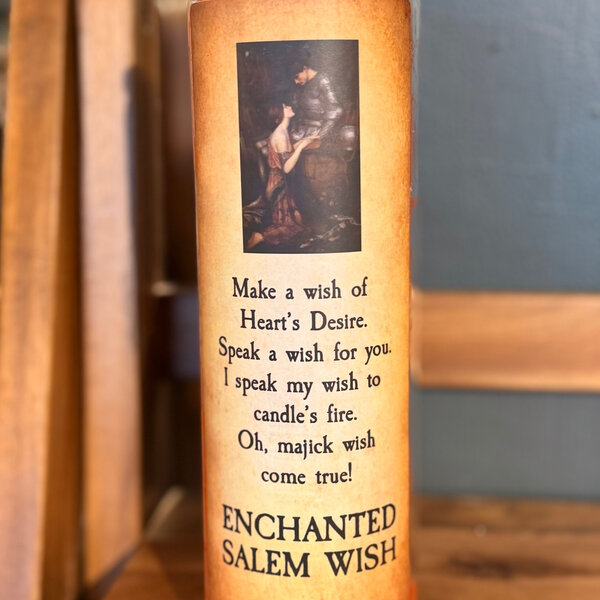 Make a wish of
Heart's Desire.
Speak a wish for you.
I speak my wish to
candle's fire.
Oh, majick wish
come true!
ENCHANTED
SALEM WISH